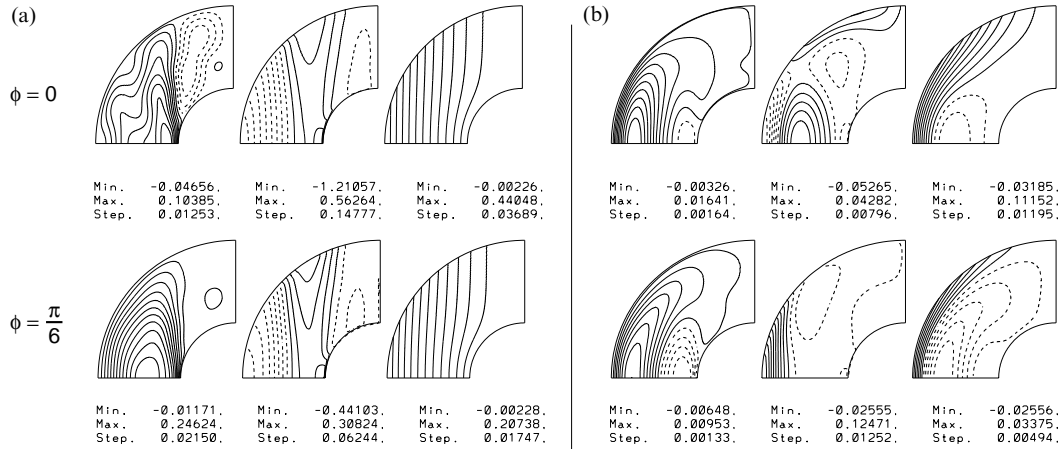 (a)
(b)
ϕ = 0
Min. -0.04656. Min. -1.21057. Min. -0.00226.
Max. 0.10385. Max. 0.56264. Max. 0.44048.
Step. 0.01253. Step. 0.14777. Step. 0.03689.
Min. -0.00326. Min. -0.05265. Min. -0.03185.
Max. 0.01641. Max. 0.04282. Max. 0.11152.
Step. 0.00164. Step. 0.00796. Step. 0.01195.
ϕ = π/6
Min. -0.01171. Min. -0.44103. Min. -0.00228.
Max. 0.24624. Max. 0.30824. Max. 0.20738.
Step. 0.02150. Step. 0.06244. Step. 0.01747.
Min. -0.00648. Min. -0.02555. Min. -0.02556.
Max. 0.00953. Max. 0.12471. Max. 0.03375.
Step. 0.00133. Step. 0.01252. Step. 0.00494.